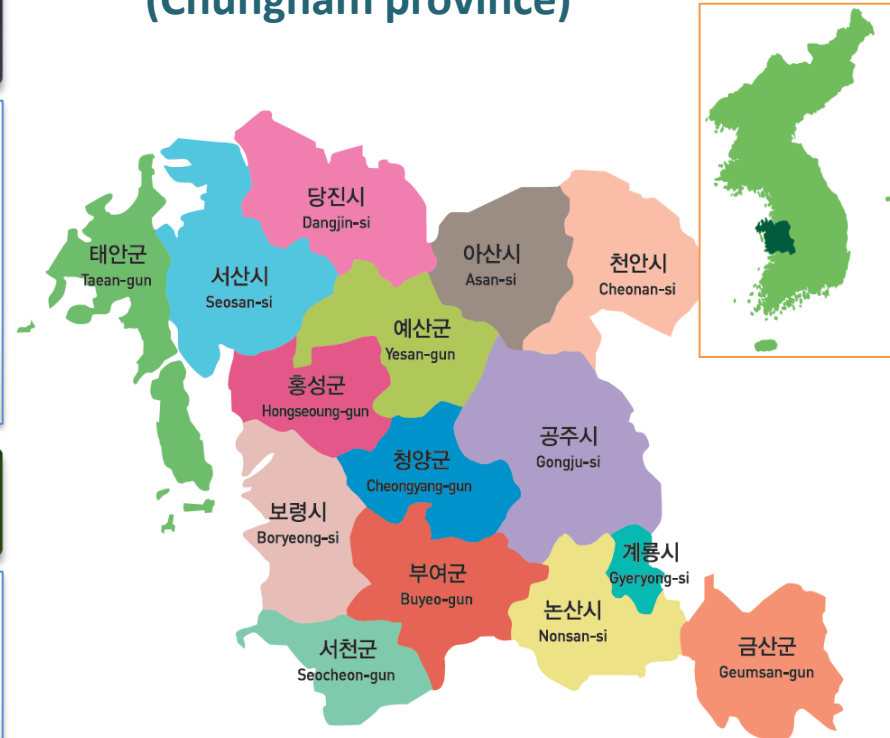 (Chungnam province)
당진시
Dangjin-si
태안군
Taean-gun
서산시
Seosan-si
아산시
Asan-si
천안시
Cheonan-si
예산군
Yesan-gun
홍성군
Hongseoung-gun
청양군
Cheongyang-gun
공주시
Gongju-si
보령시
Boryeong-si
부여군
Buyeo-gun
계룡시
Gyeryong-si
논산시
Nonsan-si
서천군
Seocheon-gun
금산군
Geumsan-gun